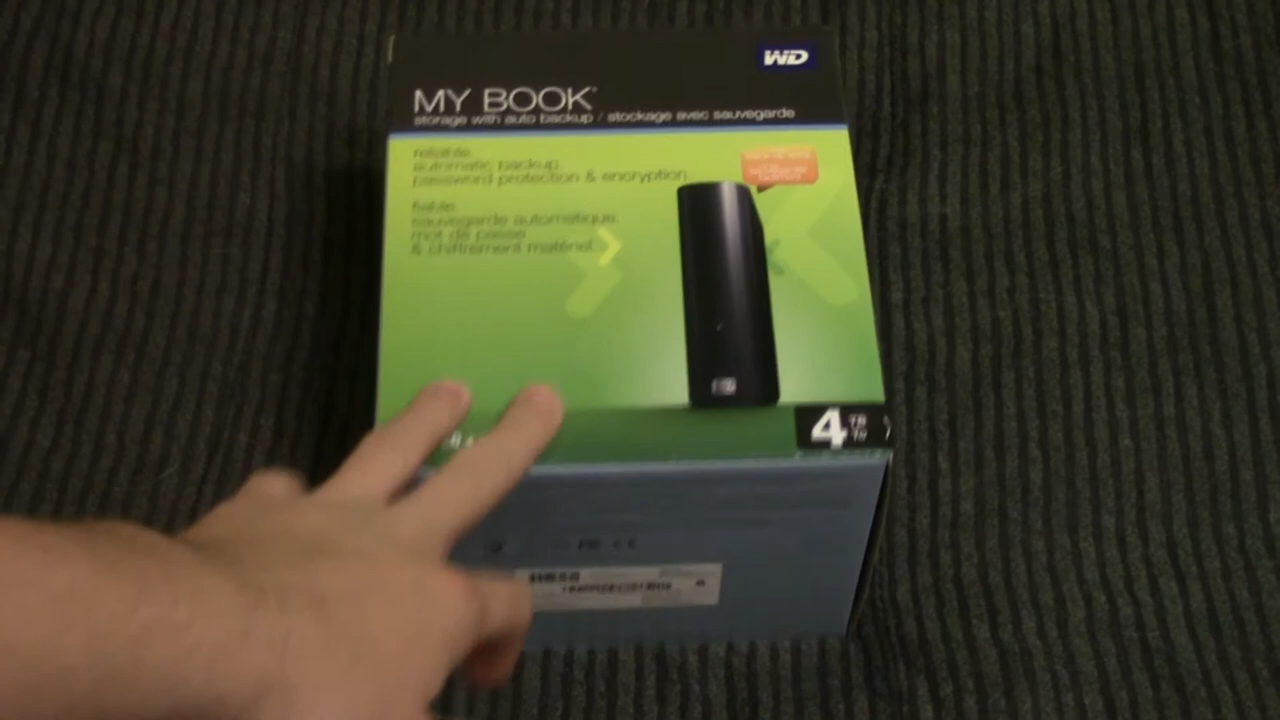 WD
MY BOOK
storage with auto backup / stockage avec sauvegarde
reliable.
automatic backup.
password protection & encryption.
fiable.
sauvegarde automatique.
mot de passe
& chiffrement matériel.
4 TB
To